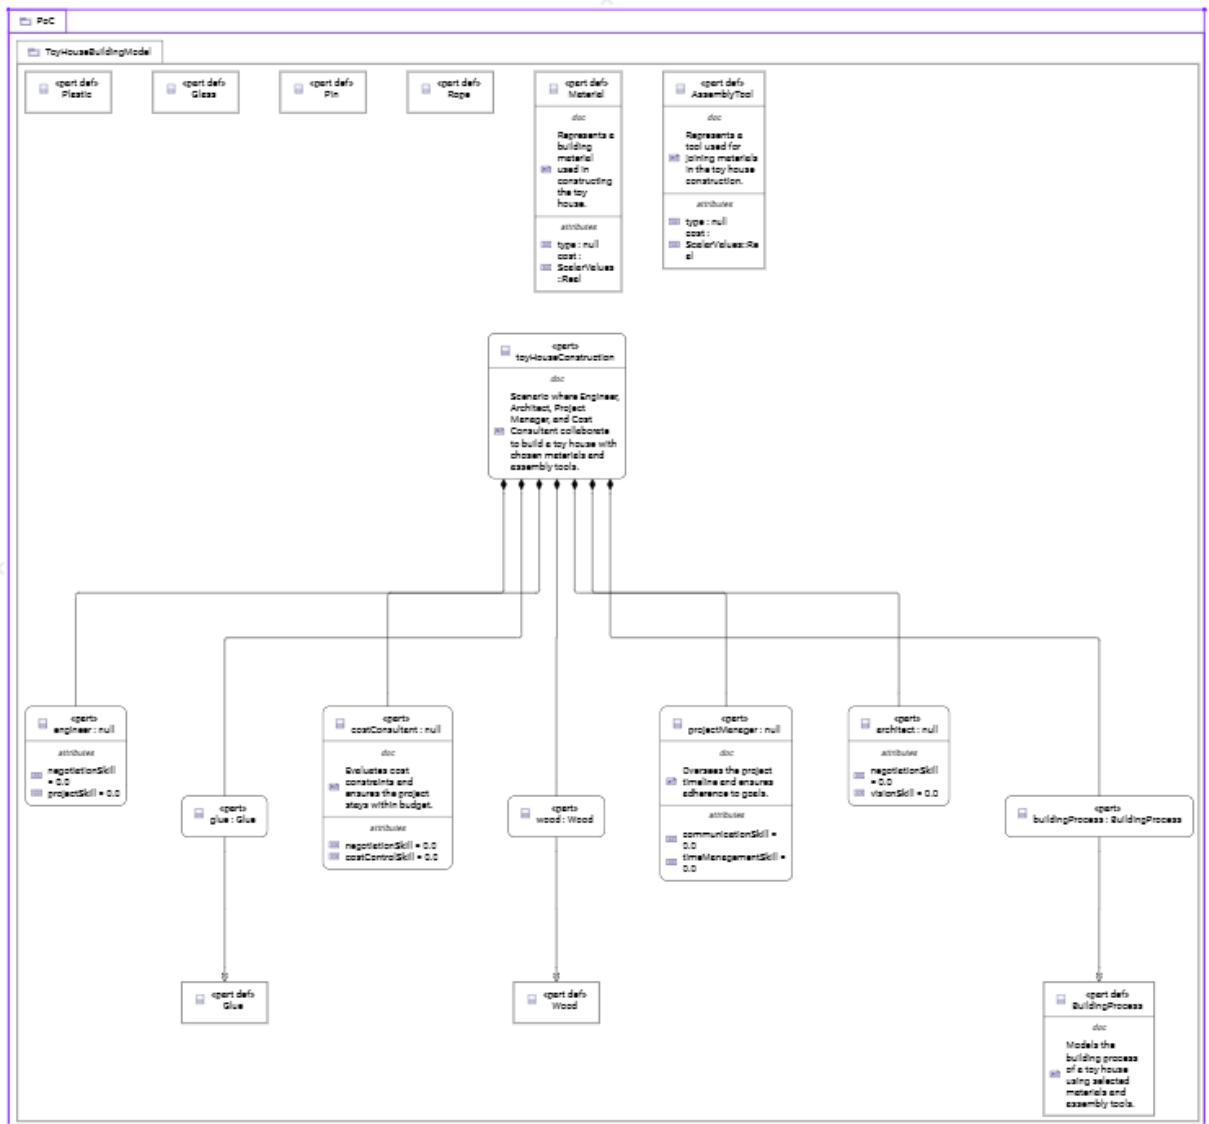 PoC
ToyHouseBuildingModel
«part def»
Plastic
«part def»
Glass
«part def»
Pin
«part def»
Rope
«part def»
Material
doc
Represents a
building
material
used in
constructing
the toy
house.
attributes
type : null
cost :
ScalarValues
::Real
«part def»
AssemblyTool
doc
Represents a
tool used for
joining materials
in the toy house
construction.
attributes
type : null
cost :
ScalarValues::Re
al
«part»
toyHouseConstruction
doc
Scenario where Engineer,
Architect, Project
Manager, and Cost
Consultant collaborate
to build a toy house with
chosen materials and
assembly tools.
«part»
engineer : null
attributes
negotiationSkill
= 0.0
projectSkill = 0.0
«part»
glue : Glue
«part»
costConsultant : null
doc
Evaluates cost
constraints and
ensures the project
stays within budget.
attributes
negotiationSkill = 0.0
costControlSkill = 0.0
«part»
wood : Wood
«part»
projectManager : null
doc
Oversees the project
timeline and ensures
adherence to goals.
attributes
communicationSkill =
0.0
timeManagementSkill =
0.0
«part»
architect : null
attributes
negotiationSkill
= 0.0
visionSkill = 0.0
«part»
buildingProcess : BuildingProcess
«part def»
Glue
«part def»
Wood
«part def»
BuildingProcess
doc
Models the
building process
of a toy house
using selected
materials and
assembly tools.